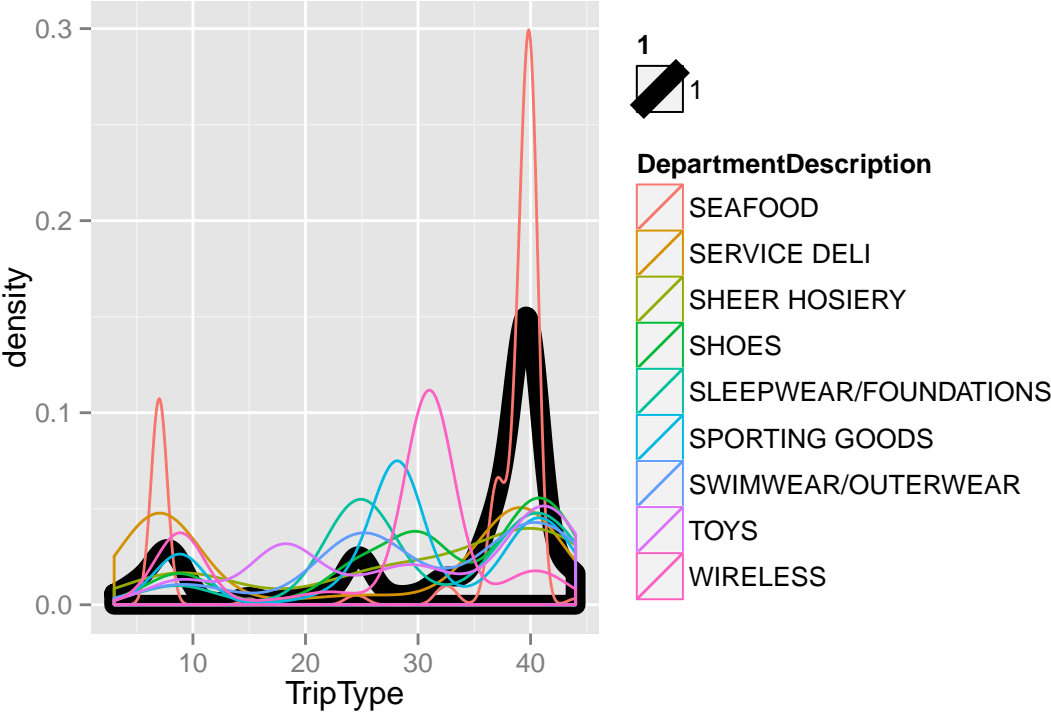 0.3
0.2
0.1
0.0
density
10 20 30 40
TripType
1
1
DepartmentDescription
SEAFOOD
SERVICE DELI
SHEER HOSIERY
SHOES
SLEEPWEAR/FOUNDATIONS
SPORTING GOODS
SWIMWEAR/OUTERWEAR
TOYS
WIRELESS